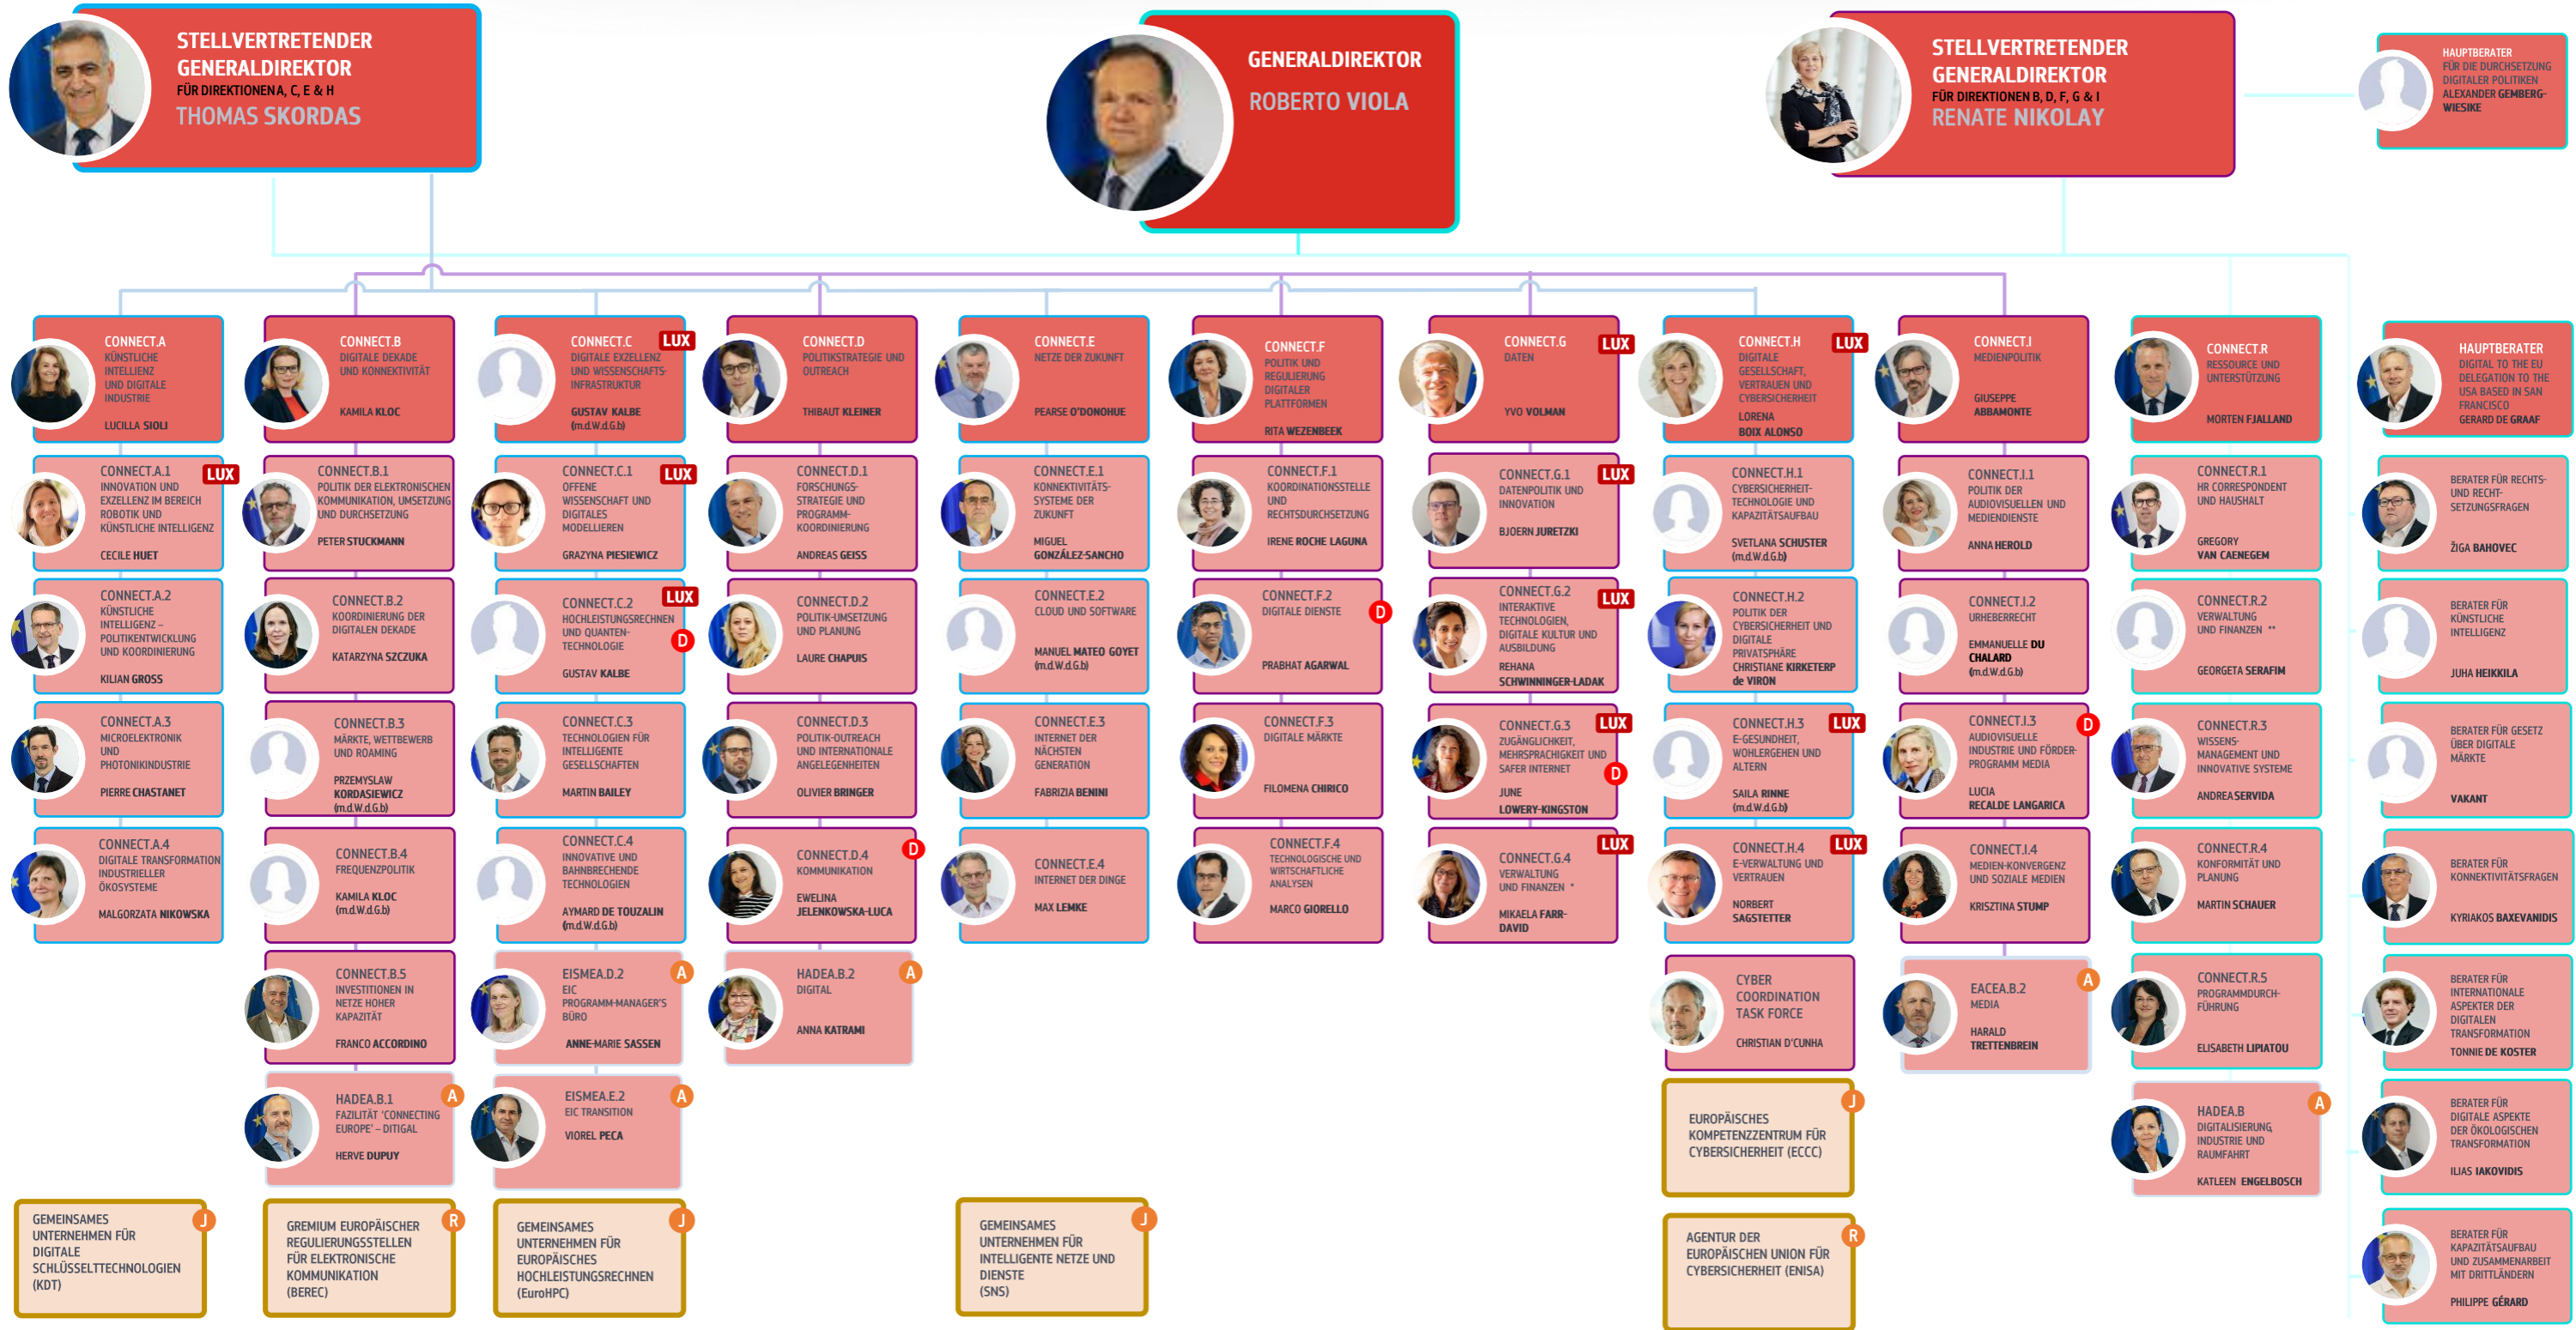 STELLVERTRETENDER
GENERALDIREKTOR
FÜR DIREKTIONEN A, C, E & H
THOMAS SKORDAS
GENERALDIREKTOR
ROBERTO VIOLA
STELLVERTRETENDER
GENERALDIREKTOR
FÜR DIREKTIONEN B, D, F, G & I
RENATE NIKOLAY
HAUPTBERATER
FÜR DIE DURCHSETZUNG
DIGITALER POLITIKEN
ALEXANDER GEMBERG-
WIESIKE
CONNECT.A
KÜNSTLICHE
INTELLIENZ
UND DIGITALE
INDUSTRIE
LUCILLA SIOLI
CONNECT.A.1
LUX
INNOVATION UND
EXZELLENZ IM BEREICH
ROBOTIK UND
KÜNSTLICHE INTELLIGENZ
CECILE HUET
CONNECT.A.2
KÜNSTLICHE
INTELLIGENZ –
POLITIKENTWICKLUNG
UND KOORDINIERUNG
KILIAN GROSS
CONNECT.A.3
MICROELEKTRONIK
UND
PHOTONIKINDUSTRIE
PIERRE CHASTANET
CONNECT.A.4
DIGITALE TRANSFORMATION
INDUSTRIELLER
ÖKOSYSTEME
MALGORZATA NIKOWSKA
GEMEINSAMES
UNTERNEHMEN FÜR
DIGITALE
SCHLÜSSELTTECHNOLOGIEN
(KDT)
J
CONNECT.B
DIGITALE DEKADE
UND KONNEKTIVITÄT
KAMILA KLOC
CONNECT.B.1
POLITIK DER ELEKTRONISCHEN
KOMMUNIKATION, UMSETZUNG
UND DURCHSETZUNG
PETER STUCKMANN
CONNECT.B.2
KOORDINIERUNG DER
DIGITALEN DEKADE
KATARZYNA SZCZUKA
CONNECT.B.3
MÄRKTE, WETTBEWERB
UND ROAMING
PRZEMYSLAW
KORDASIEWICZ
(m.d.W.d.G.b)
CONNECT.B.4
FREQUENZPOLITIK
KAMILA KLOC
(m.d.W.d.G.b)
CONNECT.B.5
INVESTITIONEN IN
NETZE HOHER
KAPAZITÄT
FRANCO ACCORDINO
HADEA.B.1
A
FAZILITÄT 'CONNECTING
EUROPE' – DITIGAL
HERVE DUPUY
GREMIUM EUROPÄISCHER
REGULIERUNGSSTELLEN
FÜR ELEKTRONISCHE
KOMMUNIKATION
(BEREC)
R
CONNECT.C
LUX
DIGITALE EXZELLENZ
UND WISSENSCHAFTS-
INFRASTRUKTUR
GUSTAV KALBE
(m.d.W.d.G.b)
CONNECT.C.1
LUX
OFFENE
WISSENSCHAFT UND
DIGITALES
MODELLIEREN
GRAZYNA PIESIEWICZ
CONNECT.C.2
LUX
HOCHLEISTUNGSRECHNEN
UND QUANTEN-
TECHNOLOGIE
D
GUSTAV KALBE
CONNECT.C.3
TECHNOLOGIEN FÜR
INTELLIGENTE
GESELLSCHAFTEN
MARTIN BAILEY
CONNECT.C.4
INNOVATIVE UND
BAHNBRECHENDE
TECHNOLOGIEN
AYMARD DE TOUZALIN
(m.d.W.d.G.b)
EISMEA.D.2
A
EIC
PROGRAMM-MANAGER'S
BÜRO
ANNE-MARIE SASSEN
EISMEA.E.2
A
EIC TRANSITION
VIOREL PECA
GEMEINSAMES
UNTERNEHMEN FÜR
EUROPÄISCHES
HOCHLEISTUNGSRECHNEN
(EuroHPC)
J
CONNECT.D
POLITIKSTRATEGIE UND
OUTREACH
THIBAUT KLEINER
CONNECT.D.1
FORSCHUNGS-
STRATEGIE UND
PROGRAMM-
KOORDINIERUNG
ANDREAS GEISS
CONNECT.D.2
POLITIK-UMSETZUNG
UND PLANUNG
LAURE CHAPUIS
CONNECT.D.3
POLITIK-OUTREACH
UND INTERNATIONALE
ANGELEGENHEITEN
OLIVIER BRINGER
CONNECT.D.4
D
KOMMUNIKATION
EWELINA
JELENKOWSKA-LUCA
HADEA.B.2
A
DIGITAL
ANNA KATRAMI
CONNECT.E
NETZE DER ZUKUNFT
PEARSE O'DONOHUE
CONNECT.E.1
KONNEKTIVITÄTS-
SYSTEME DER
ZUKUNFT
MIGUEL
GONZÁLEZ-SANCHO
CONNECT.E.2
CLOUD UND SOFTWARE
MANUEL MATEO GOYET
(m.d.W.d.G.b)
CONNECT.E.3
INTERNET DER
NÄCHSTEN
GENERATION
FABRIZIA BENINI
CONNECT.E.4
INTERNET DER DINGE
MAX LEMKE
GEMEINSAMES
UNTERNEHMEN FÜR
INTELLIGENTE NETZE UND
DIENSTE
(SNS)
J
CONNECT.F
POLITIK UND
REGULIERUNG
DIGITALER
PLATTFORMEN
RITA WEZENBEEK
CONNECT.F.1
KOORDINATIONSSTELLE
UND
RECHTSDURCHSETZUNG
IRENE ROCHE LAGUNA
CONNECT.F.2
DIGITALE DIENSTE
D
PRABHAT AGARWAL
CONNECT.F.3
DIGITALE MÄRKTE
FILOMENA CHIRICO
CONNECT.F.4
TECHNOLOGISCHE UND
WIRTSCHAFTLICHE
ANALYSEN
MARCO GIORELLO
CONNECT.G
LUX
DATEN
YVO VOLMAN
CONNECT.G.1
LUX
DATENPOLITIK UND
INNOVATION
BJOERN JURETZKI
CONNECT.G.2
LUX
INTERAKTIVE
TECHNOLOGIEN,
DIGITALE KULTUR UND
AUSBILDUNG
REHANA
SCHWINNINGER-LADAK
CONNECT.G.3
LUX
ZUGÄNGLICHKEIT,
MEHRSPRACHIGKEIT UND
SAFER INTERNET
D
JUNE
LOWERY-KINGSTON
CONNECT.G.4
LUX
VERWALTUNG
UND FINANZEN *
MIKAELA FARR-
DAVID
CONNECT.H
LUX
DIGITALE
GESELLSCHAFT,
VERTRAUEN UND
CYBERSICHERHEIT
LORENA
BOIX ALONSO
CONNECT.H.1
CYBERSICHERHEIT-
TECHNOLOGIE UND
KAPAZITÄTSAUFBAU
SVETLANA SCHUSTER
(m.d.W.d.G.b)
CONNECT.H.2
POLITIK DER
CYBERSICHERHEIT UND
DIGITALE
PRIVATSPHÄRE
CHRISTIANE KIRKETERP
de VIRON
CONNECT.H.3
LUX
E-GESUNDHEIT,
WOHLERGEHEN UND
ALTERN
SAILA RINNE
(m.d.W.d.G.b)
CONNECT.H.4
LUX
E-VERWALTUNG UND
VERTRAUEN
NORBERT
SAGSTETTER
CYBER
COORDINATION
TASK FORCE
CHRISTIAN D'CUNHA
EUROPÄISCHES
KOMPETENZZENTRUM FÜR
CYBERSICHERHEIT (ECCC)
J
AGENTUR DER
EUROPÄISCHEN UNION FÜR
CYBERSICHERHEIT (ENISA)
R
CONNECT.I
MEDIENPOLITIK
GIUSEPPE
ABBAMONTE
CONNECT.I.1
POLITIK DER
AUDIOVISUELLEN UND
MEDIENDIENSTE
ANNA HEROLD
CONNECT.I.2
URHEBERRECHT
EMMANUELLE DU
CHALARD
(m.d.W.d.G.b)
CONNECT.I.3
D
AUDIOVISUELLE
INDUSTRIE UND FÖRDER-
PROGRAMM MEDIA
LUCIA
RECALDE LANGARICA
CONNECT.I.4
MEDIEN-KONVERGENZ
UND SOZIALE MEDIEN
KRISZTINA STUMP
EACEA.B.2
A
MEDIA
HARALD
TRETTENBREIN
CONNECT.R
RESSOURCE UND
UNTERSTÜTZUNG
MORTEN FJALLAND
CONNECT.R.1
HR CORRESPONDENT
UND HAUSHALT
GREGORY
VAN CAENEGEM
CONNECT.R.2
VERWALTUNG
UND FINANZEN **
GEORGETA SERAFIM
CONNECT.R.3
WISSENS-
MANAGEMENT UND
INNOVATIVE SYSTEME
ANDREA SERVIDA
CONNECT.R.4
KONFORMITÄT UND
PLANUNG
MARTIN SCHAUER
CONNECT.R.5
PROGRAMMDURCH-
FÜHRUNG
ELISABETH LIPIATOU
HADEA.B
A
DIGITALISIERUNG,
INDUSTRIE UND
RAUMFAHRT
KATLEEN ENGELBOSCH
HAUPTBERATER
DIGITAL TO THE EU
DELEGATION TO THE
USA BASED IN SAN
FRANCISCO
GERARD DE GRAAF
BERATER FÜR RECHTS-
UND RECHT-
SETZUNGSFRAGEN
ŽIGA BAHOVEC
BERATER FÜR
KÜNSTLICHE
INTELLIGENZ
JUHA HEIKKILA
BERATER FÜR GESETZ
ÜBER DIGITALE
MÄRKTE
VAKANT
BERATER FÜR
KONNEKTIVITÄTSFRAGEN
KYRIAKOS BAXEVANIDIS
BERATER FÜR
INTERNATIONALE
ASPEKTER DER
DIGITALEN
TRANSFORMATION
TONNIE DE KOSTER
BERATER FÜR
DIGITALE ASPEKTE
DER ÖKOLOGISCHEN
TRANSFORMATION
ILIAS IAKOVIDIS
BERATER FÜR
KAPAZITÄTSAUFBAU
UND ZUSAMMENARBEIT
MIT DRITTLÄNDERN
PHILIPPE GÉRARD